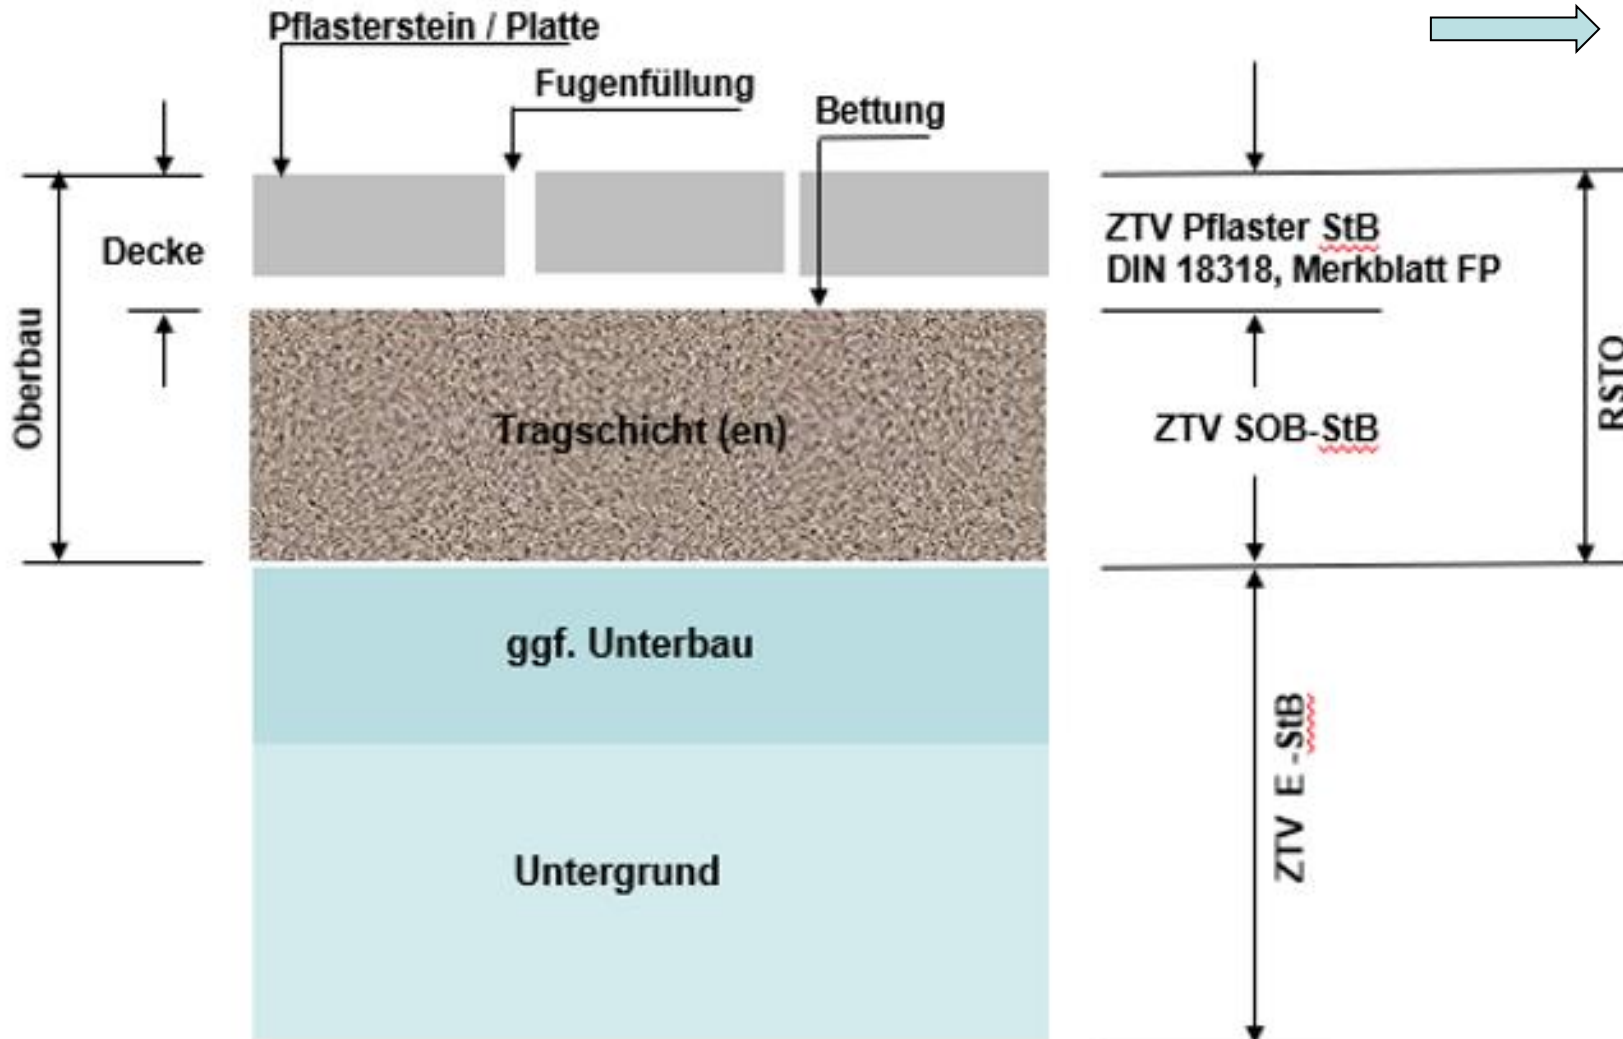 Pflasterstein / Platte
Fugenfüllung
Bettung
Decke
Oberbau
ZTV Pflaster StB
DIN 18318, Merkblatt FP
Tragschicht (en)
ZTV SOB-StB
RSTO
ggf. Unterbau
ZTV E -StB
Untergrund